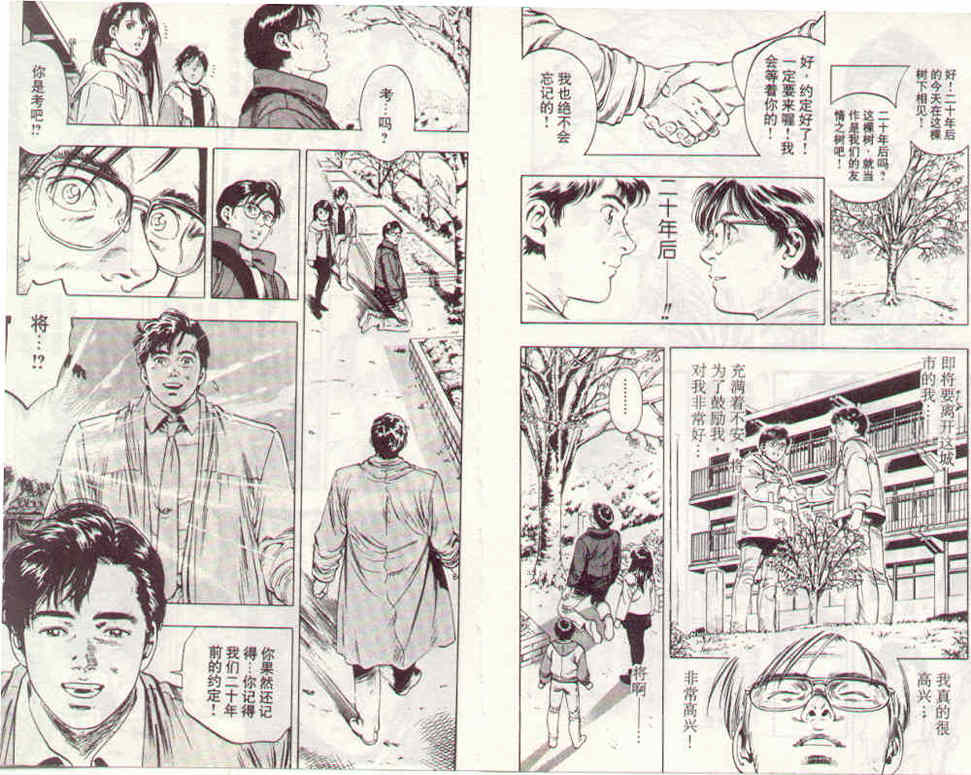 好！二十年后
的今天在这棵
树下相见！
二十年后吗？
这棵树，就当
作是我们的友
情之树吧！
好，约定好了！
一定要来喔！我
会等着你的！
我也绝不会
忘记的！
二十年后——!!
即将要离开这城
市的我……
充满着不安，将
为了鼓励我
对我非常好…
我真的很
高兴…
………
将啊———……
非常高兴！
考…吗？
……
……
你是考吧!?
将…!?
你果然还记
得…你记得
我们二十年
前的约定！